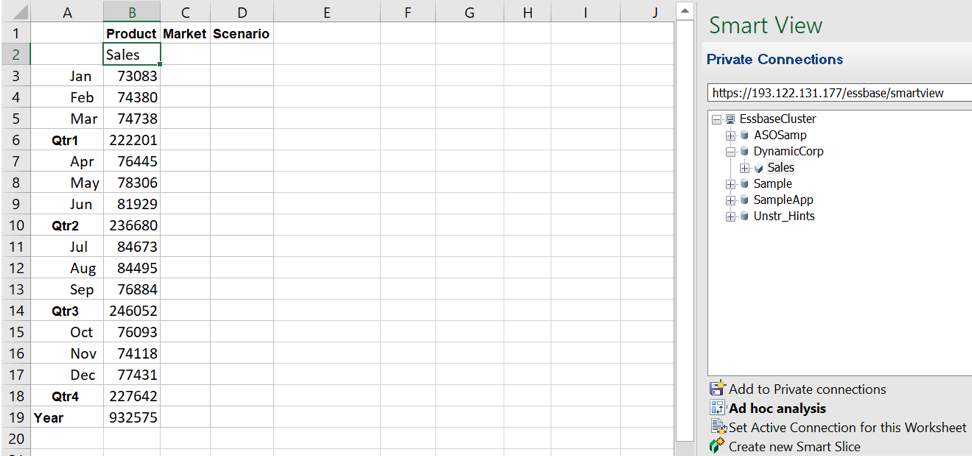 A B C D E F G H I J
1 Product Market Scenario
2 Sales
3 Jan 73083
4 Feb 74380
5 Mar 74738
6 Qtr1 222201
7 Apr 76445
8 May 78306
9 Jun 81929
10 Qtr2 236680
11 Jul 84673
12 Aug 84495
13 Sep 76884
14 Qtr3 246052
15 Oct 76093
16 Nov 74118
17 Dec 77431
18 Qtr4 227642
19 Year 932575
20
Smart View
Private Connections
https://193.122.131.177/essbase/smartview
EssbaseCluster
ASOSamp
DynamicCorp
Sales
Sample
SampleApp
Unstr_Hints
Add to Private connections
Ad hoc analysis
Set Active Connection for this Worksheet
Create new Smart Slice